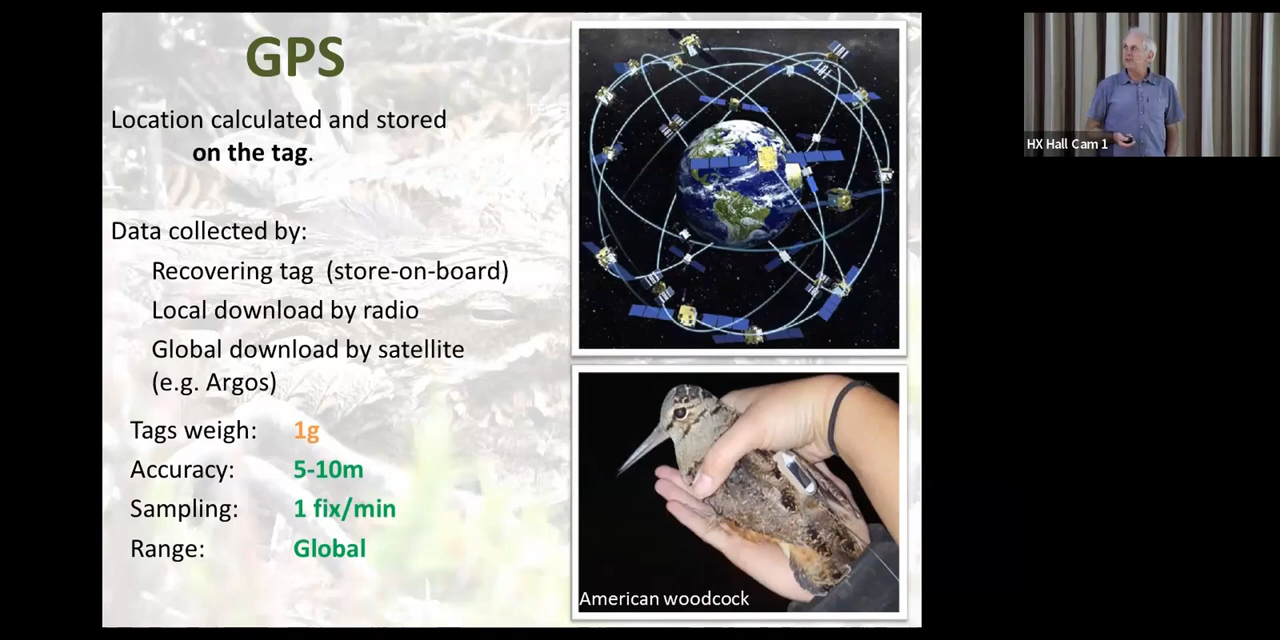 GPS
Location calculated and stored
on the tag.
Data collected by:
Recovering tag (store-on-board)
Local download by radio
Global download by satellite
(e.g. Argos)
Tags weigh: 1g
Accuracy: 5-10m
Sampling: 1 fix/min
Range: Global
American woodcock
HX Hall Cam 1